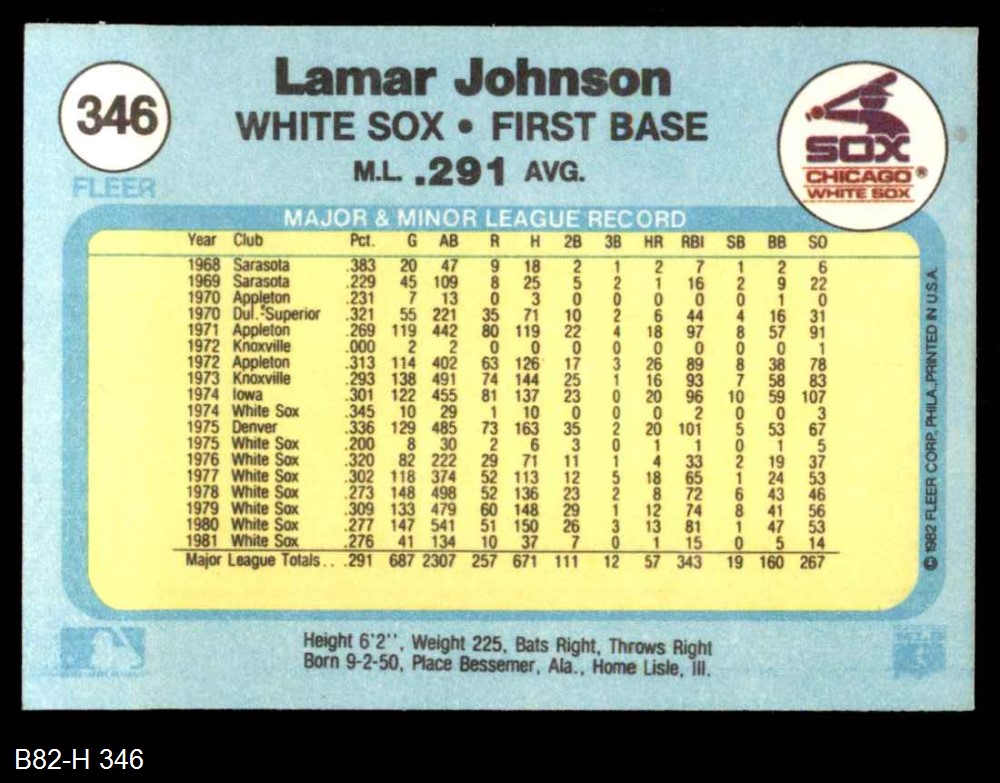 346
FLEER
Lamar Johnson
WHITE SOX • FIRST BASE
M.L. .291 AVG.
SOX
CHICAGO ®
WHITE SOX
MAJOR & MINOR LEAGUE RECORD
Year Club Pct. G AB R H 2B 3B HR RBI SB BB SO
1968 Sarasota .383 20 47 9 18 2 1 2 7 1 2 6
1969 Sarasota .229 45 109 8 25 5 2 1 16 2 9 22
1970 Appleton .231 7 13 0 3 0 0 0 0 0 1 0
1970 Dul.-Superior .321 55 221 35 71 10 2 6 44 4 16 31
1971 Appleton .269 119 442 80 119 22 4 18 97 8 57 91
1972 Knoxville .000 2 2 0 0 0 0 0 0 0 0 1
1972 Appleton .313 114 402 63 126 17 3 26 89 8 38 78
1973 Knoxville .293 138 491 74 144 25 1 16 93 7 58 83
1974 Iowa .301 122 455 81 137 23 0 20 96 10 59 107
1974 White Sox .345 10 29 1 10 0 0 0 2 0 0 3
1975 Denver .336 129 485 73 163 35 2 20 101 5 53 67
1975 White Sox .200 8 30 2 6 3 0 1 1 0 1 5
1976 White Sox .320 82 222 29 71 11 1 4 33 2 19 37
1977 White Sox .302 118 374 52 113 12 5 18 65 1 24 53
1978 White Sox .273 148 498 52 136 23 2 8 72 6 43 46
1979 White Sox .309 133 479 60 148 29 1 12 74 8 41 56
1980 White Sox .277 147 541 51 150 26 3 13 81 1 47 53
1981 White Sox .276 41 134 10 37 7 0 1 15 0 5 14
Major League Totals . . .291 687 2307 257 671 111 12 57 343 19 160 267
© 1982 FLEER CORP., PHILA., PRINTED IN U.S.A.
Height 6'2'', Weight 225, Bats Right, Throws Right
Born 9-2-50, Place Bessemer, Ala., Home Lisle, Ill.
B82-H 346